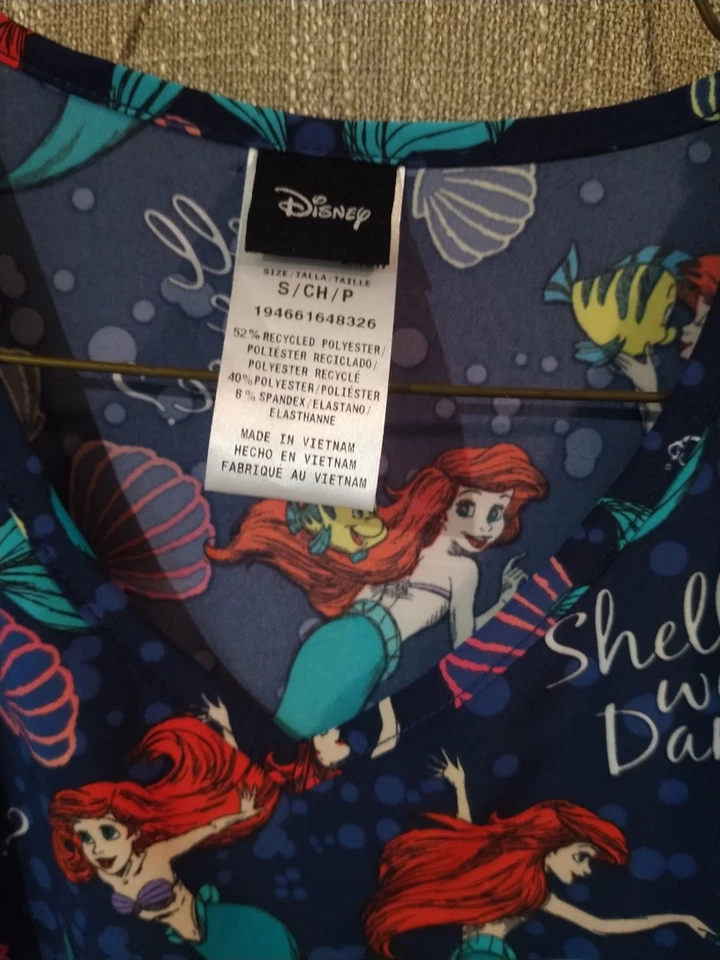 Disney
SIZE/TALLA/TAILLE
S/CH/P
194661648326
52% RECYCLED POLYESTER/
POLIÉSTER RECICLADO/
POLYESTER RECYCLÉ
40% POLYESTER/POLIÉSTER
8% SPANDEX/ELASTANO/
ELASTHANNE
MADE IN VIETNAM
HECHO EN VIETNAM
FABRIQUÉ AU VIETNAM